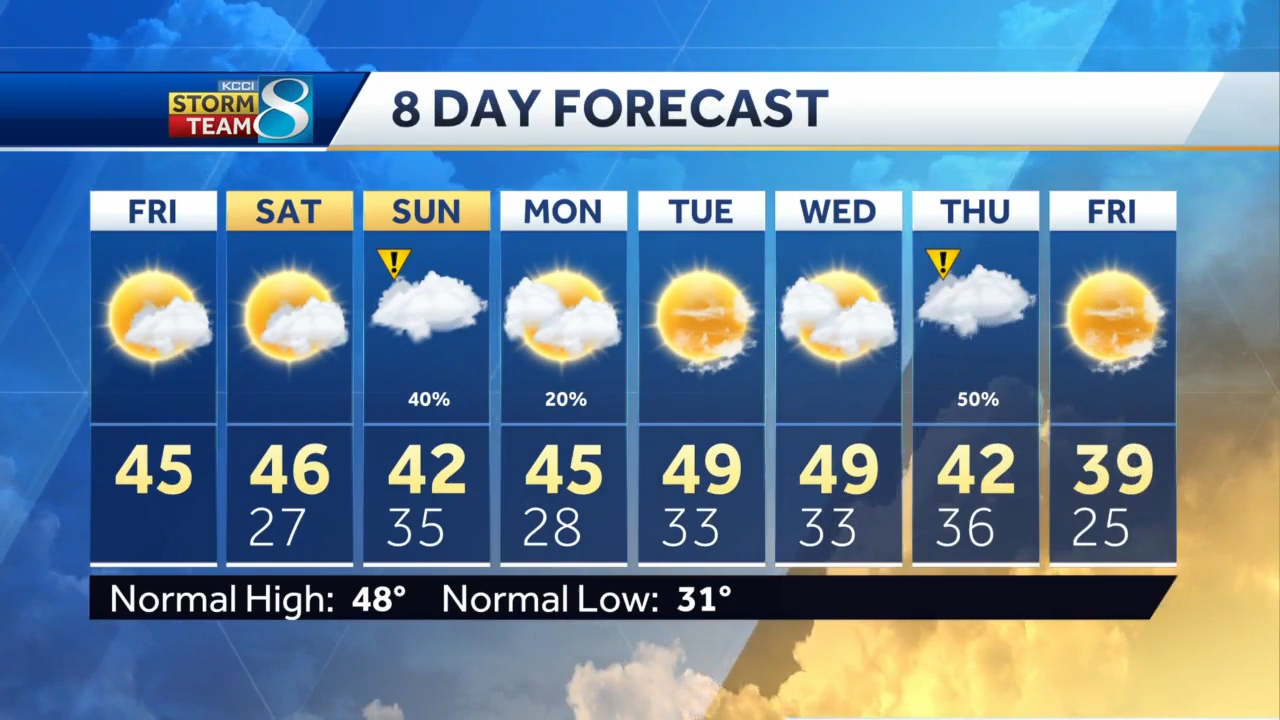 KCCI
STORM
TEAM 8
8 DAY FORECAST
FRI SAT SUN MON TUE WED THU FRI
! !
40% 20% 50%
45 46 42 45 49 49 42 39
27 35 28 33 33 36 25
Normal High: 48° Normal Low: 31°